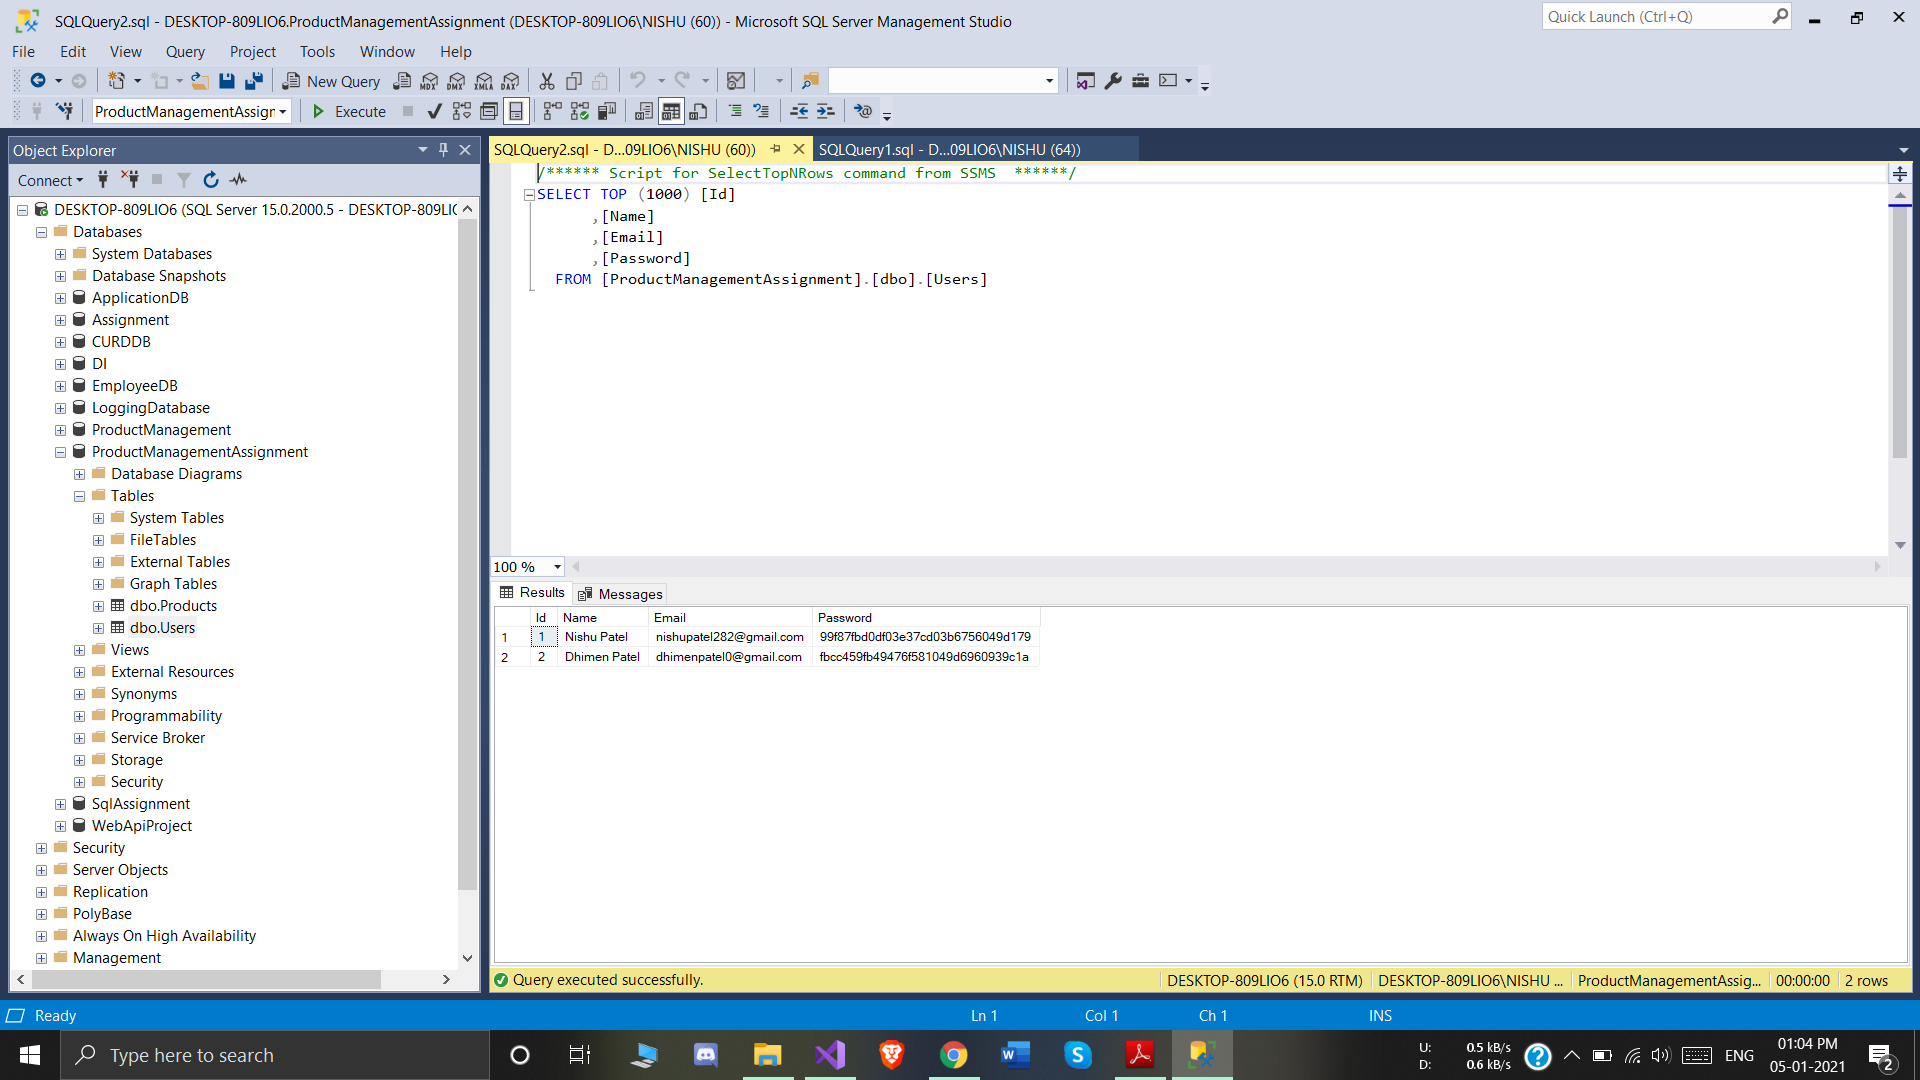 SQLQuery2.sql - DESKTOP-809LIO6.ProductManagementAssignment (DESKTOP-809LIO6\NISHU (60)) - Microsoft SQL Server Management Studio
Quick Launch (Ctrl+Q)
File Edit View Query Project Tools Window Help
New Query
MDX DMX XMLA DAX
ProductManagementAssign
Execute
Object Explorer
SQLQuery2.sql - D...09LIO6\NISHU (60))
SQLQuery1.sql - D...09LIO6\NISHU (64))
Connect
DESKTOP-809LIO6 (SQL Server 15.0.2000.5 - DESKTOP-809LIO
Databases
System Databases
Database Snapshots
ApplicationDB
Assignment
CURDDB
DI
EmployeeDB
LoggingDatabase
ProductManagement
ProductManagementAssignment
Database Diagrams
Tables
System Tables
FileTables
External Tables
Graph Tables
dbo.Products
dbo.Users
Views
External Resources
Synonyms
Programmability
Service Broker
Storage
Security
SqlAssignment
WebApiProject
Security
Server Objects
Replication
PolyBase
Always On High Availability
Management
/****** Script for SelectTopNRows command from SSMS  ******/
SELECT TOP (1000) [Id]
,[Name]
,[Email]
,[Password]
FROM [ProductManagementAssignment].[dbo].[Users]
100 %
Results Messages
Id Name Email Password
1 1 Nishu Patel nishupatel282@gmail.com 99f87fbd0df03e37cd03b6756049d179
2 2 Dhimen Patel dhimenpatel0@gmail.com fbcc459fb49476f581049d6960939c1a
Query executed successfully.
DESKTOP-809LIO6 (15.0 RTM) DESKTOP-809LIO6\NISHU ... ProductManagementAssig... 00:00:00 2 rows
Ready
Ln 1 Col 1 Ch 1 INS
Type here to search
U: 0.5 kB/s
D: 0.6 kB/s
ENG
01:04 PM
05-01-2021
2